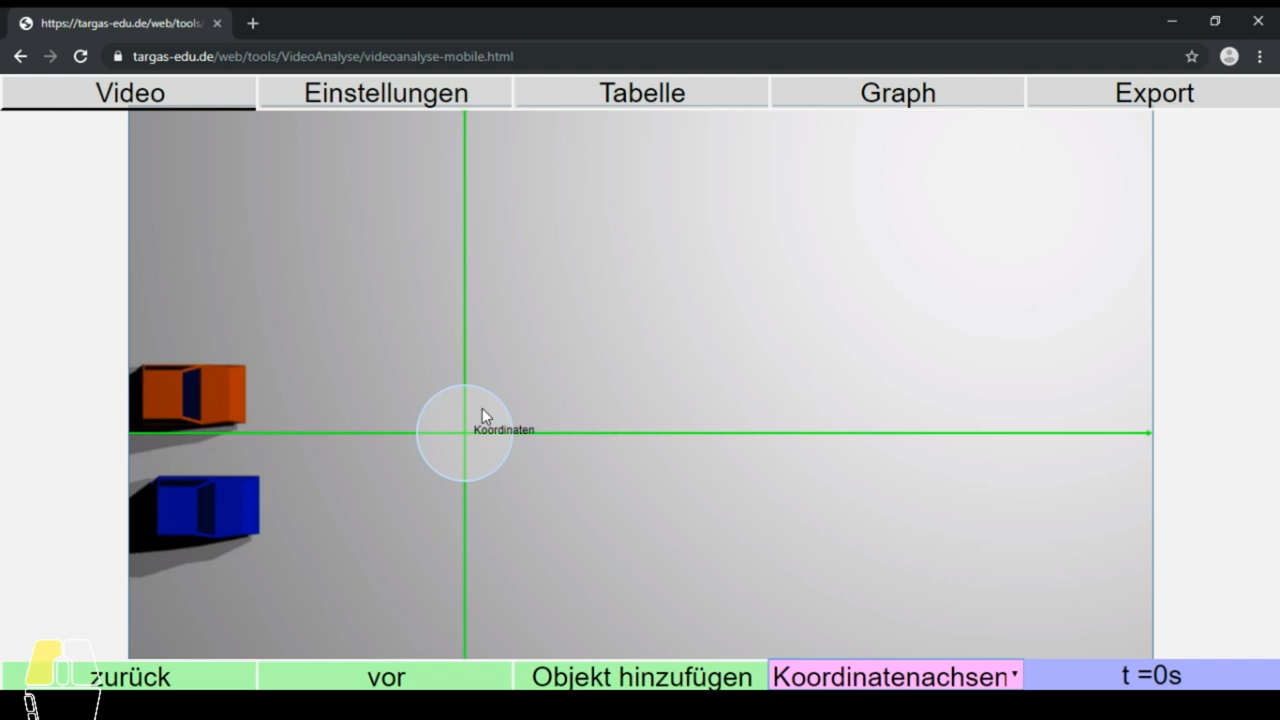 https://targas-edu.de/web/tools
targas-edu.de/web/tools/VideoAnalyse/videoanalyse-mobile.html
Video Einstellungen Tabelle Graph Export
Koordinaten
zurück vor Objekt hinzufügen Koordinatenachsen t =0s